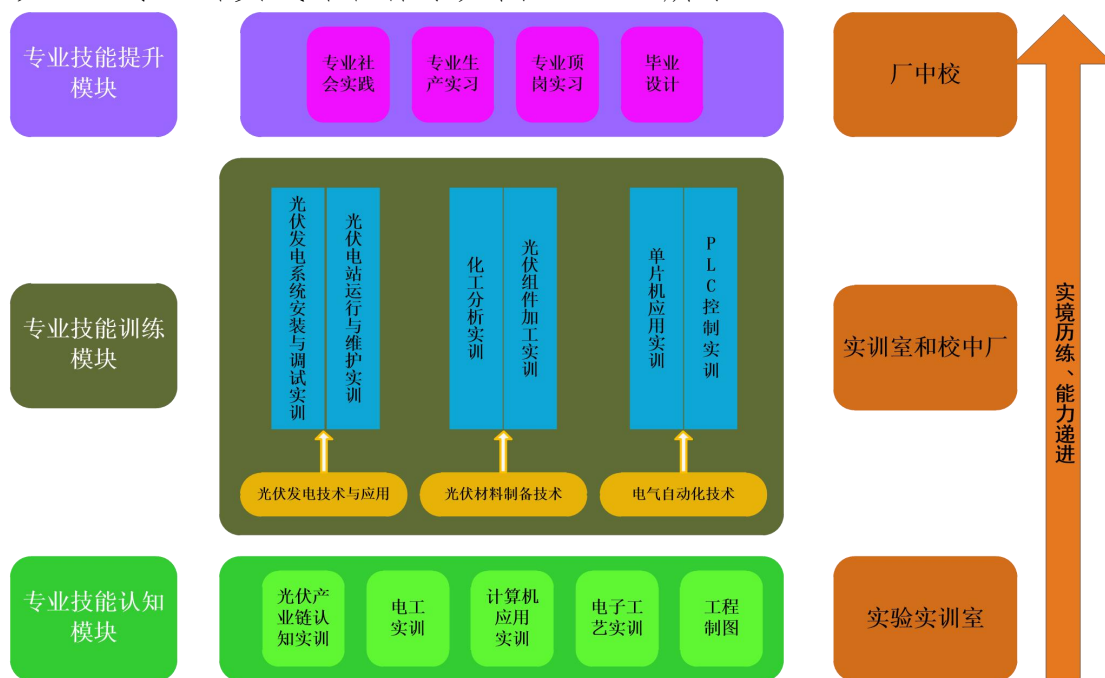 专业技能提升
模块
专业社
会实践
专业生
产实习
专业顶
岗实习
毕业
设计
厂中校
专业技能训练
模块
光伏发电系统安装与调试实训
光伏电站运行与维护实训
化工分析实训
光伏组件加工实训
单片机应用实训
PLC控制实训
光伏发电技术与应用
光伏材料制备技术
电气自动化技术
实训室和校中厂
实境历练、能力递进
专业技能认知
模块
光伏产
业链认
知实训
电工
实训
计算机
应用
实训
电子工
艺实训
工程
制图
实验实训室